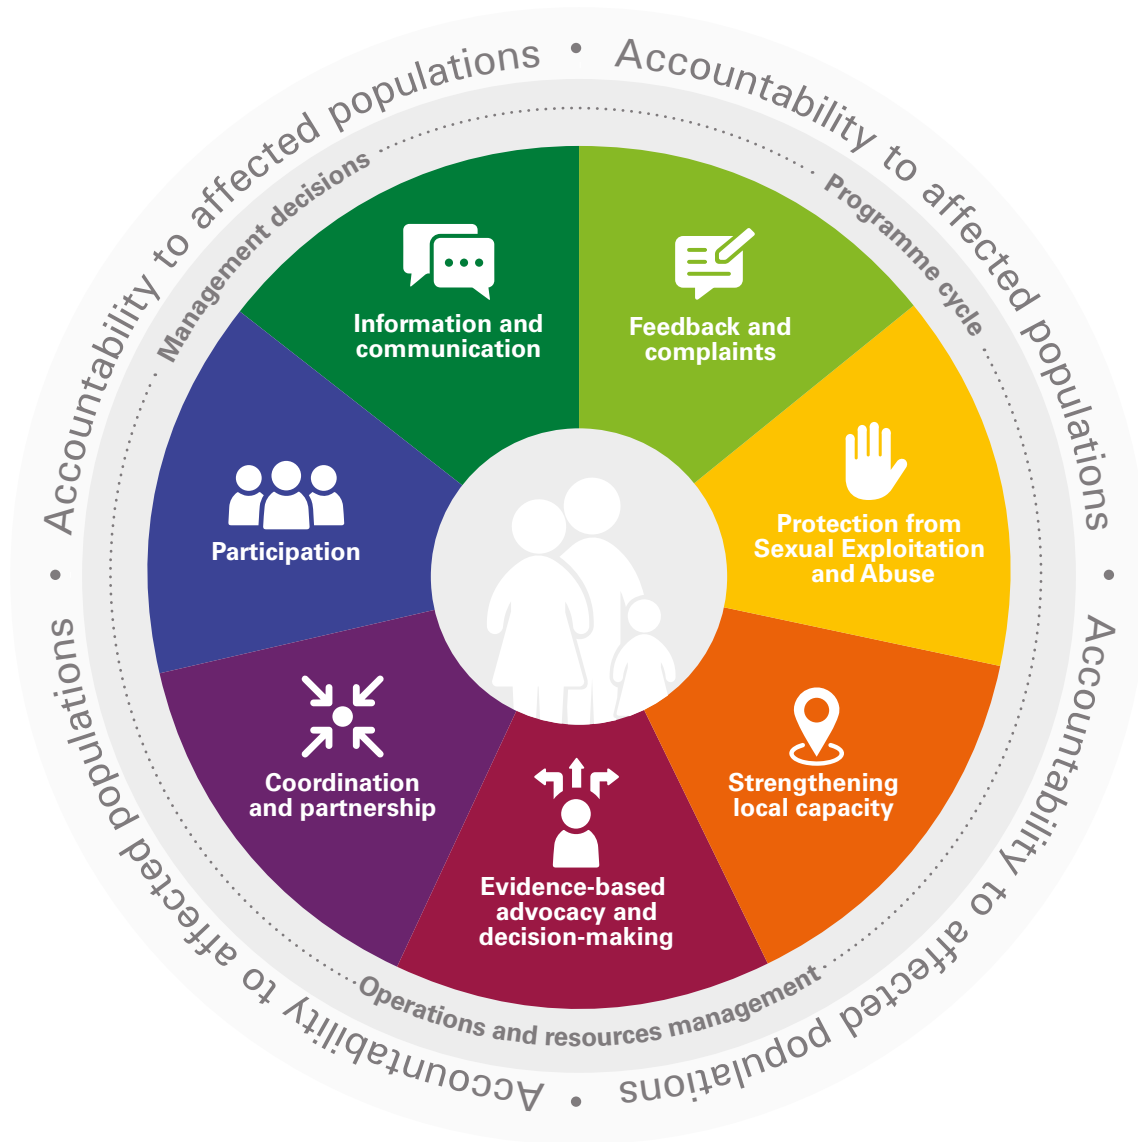 Accountability to affected populations • Accountability to affected populations • Accountability to affected populations • Accountability to affected populations •
Management decisions
Programme cycle
Operations and resources management
Information and
communication
Feedback and
complaints
Protection from
Sexual Exploitation
and Abuse
Strengthening
local capacity
Evidence-based
advocacy and
decision-making
Coordination
and partnership
Participation